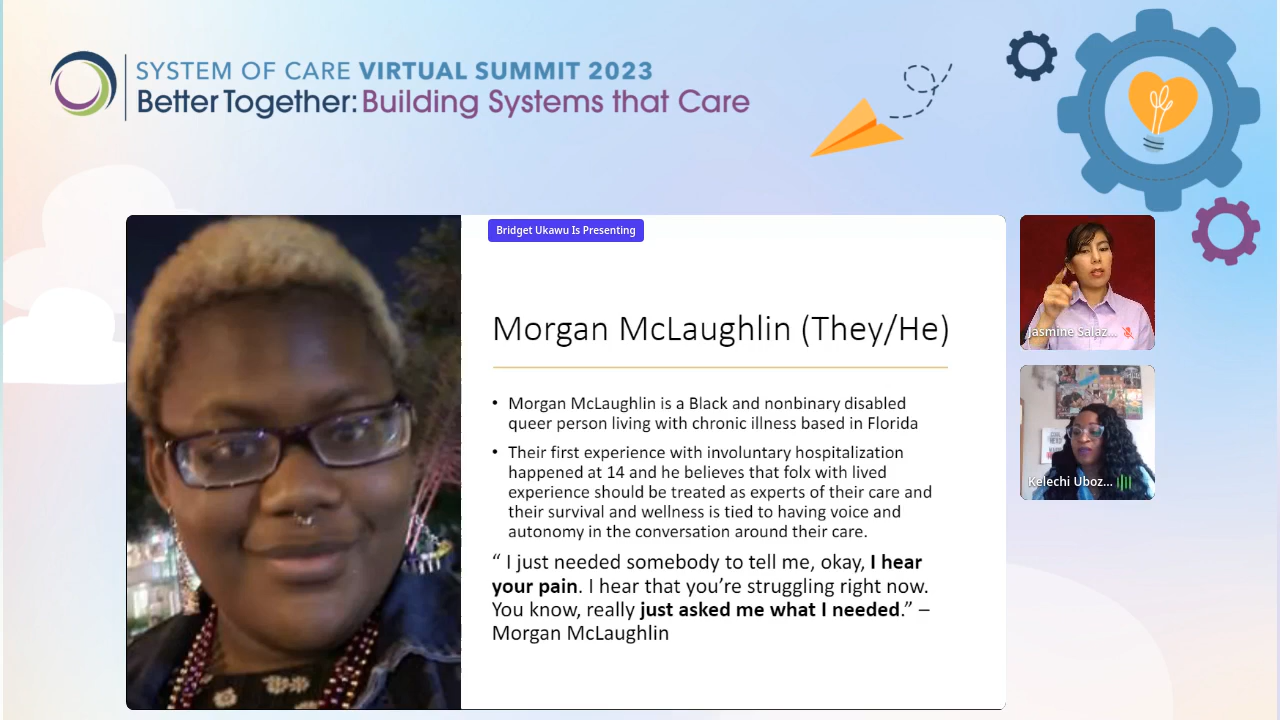 SYSTEM OF CARE VIRTUAL SUMMIT 2023
Better Together: Building Systems that Care
Bridget Ukawu Is Presenting
Morgan McLaughlin (They/He)
• Morgan McLaughlin is a Black and nonbinary disabled
queer person living with chronic illness based in Florida
• Their first experience with involuntary hospitalization
happened at 14 and he believes that folx with lived
experience should be treated as experts of their care and
their survival and wellness is tied to having voice and
autonomy in the conversation around their care.
“ I just needed somebody to tell me, okay, I hear
your pain. I hear that you’re struggling right now.
You know, really just asked me what I needed.” –
Morgan McLaughlin
Jasmine Salaz...
Kelechi Uboz...